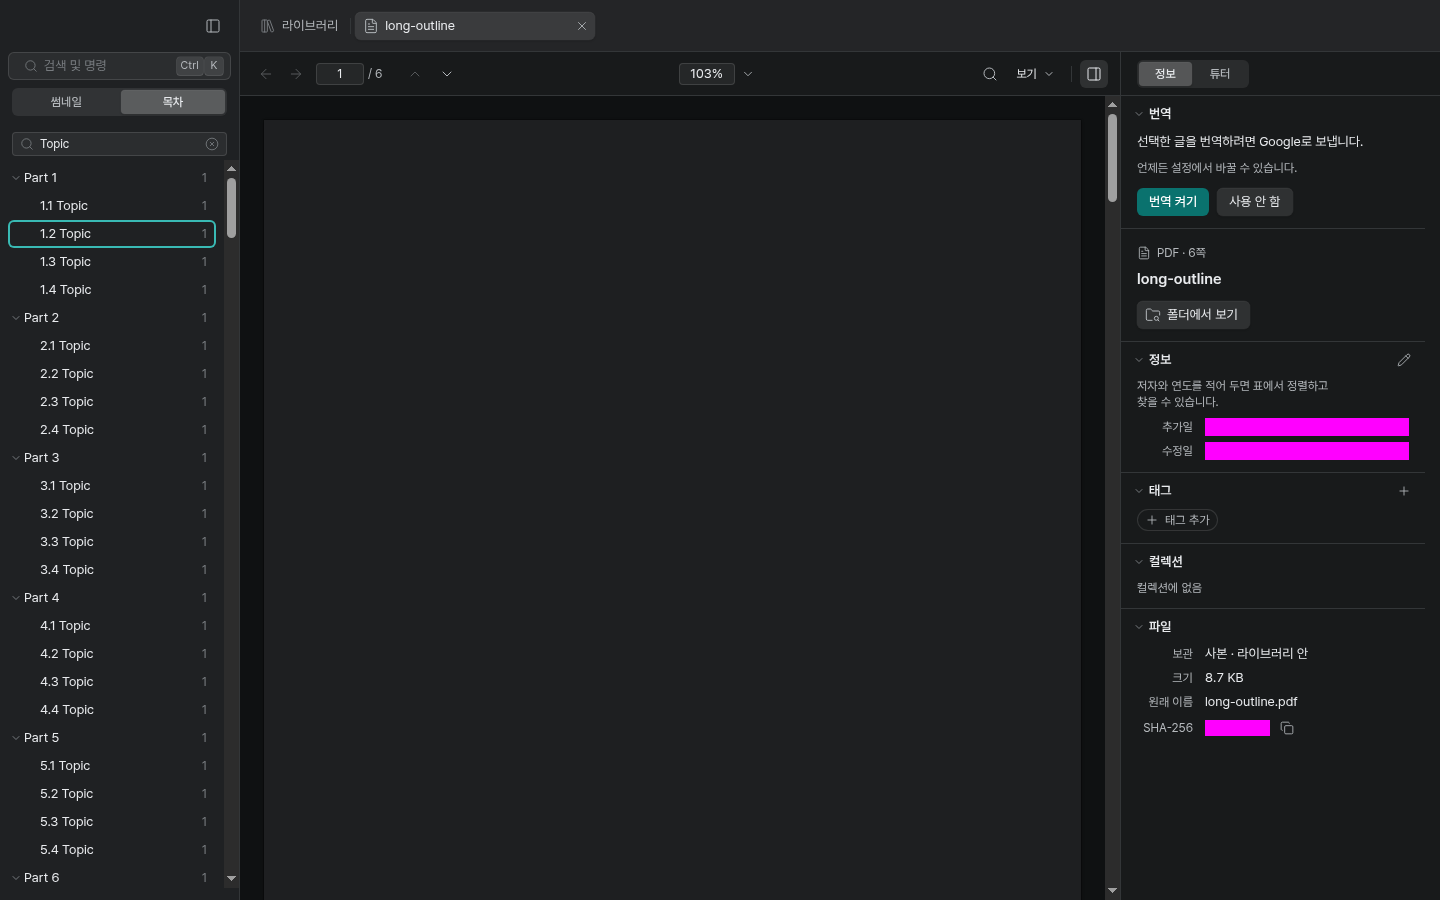 라이브러리
long-outline
검색 및 명령
Ctrl K
썸네일
목차
Topic
Part 1 1
1.1 Topic 1
1.2 Topic 1
1.3 Topic 1
1.4 Topic 1
Part 2 1
2.1 Topic 1
2.2 Topic 1
2.3 Topic 1
2.4 Topic 1
Part 3 1
3.1 Topic 1
3.2 Topic 1
3.3 Topic 1
3.4 Topic 1
Part 4 1
4.1 Topic 1
4.2 Topic 1
4.3 Topic 1
4.4 Topic 1
Part 5 1
5.1 Topic 1
5.2 Topic 1
5.3 Topic 1
5.4 Topic 1
Part 6 1
1 / 6
103%
보기
정보
튜터
번역
선택한 글을 번역하려면 Google로 보냅니다.
언제든 설정에서 바꿀 수 있습니다.
번역 켜기
사용 안 함
PDF · 6쪽
long-outline
폴더에서 보기
정보
저자와 연도를 적어 두면 표에서 정렬하고
찾을 수 있습니다.
추가일
수정일
태그
태그 추가
컬렉션
컬렉션에 없음
파일
보관 사본 · 라이브러리 안
크기 8.7 KB
원래 이름 long-outline.pdf
SHA-256